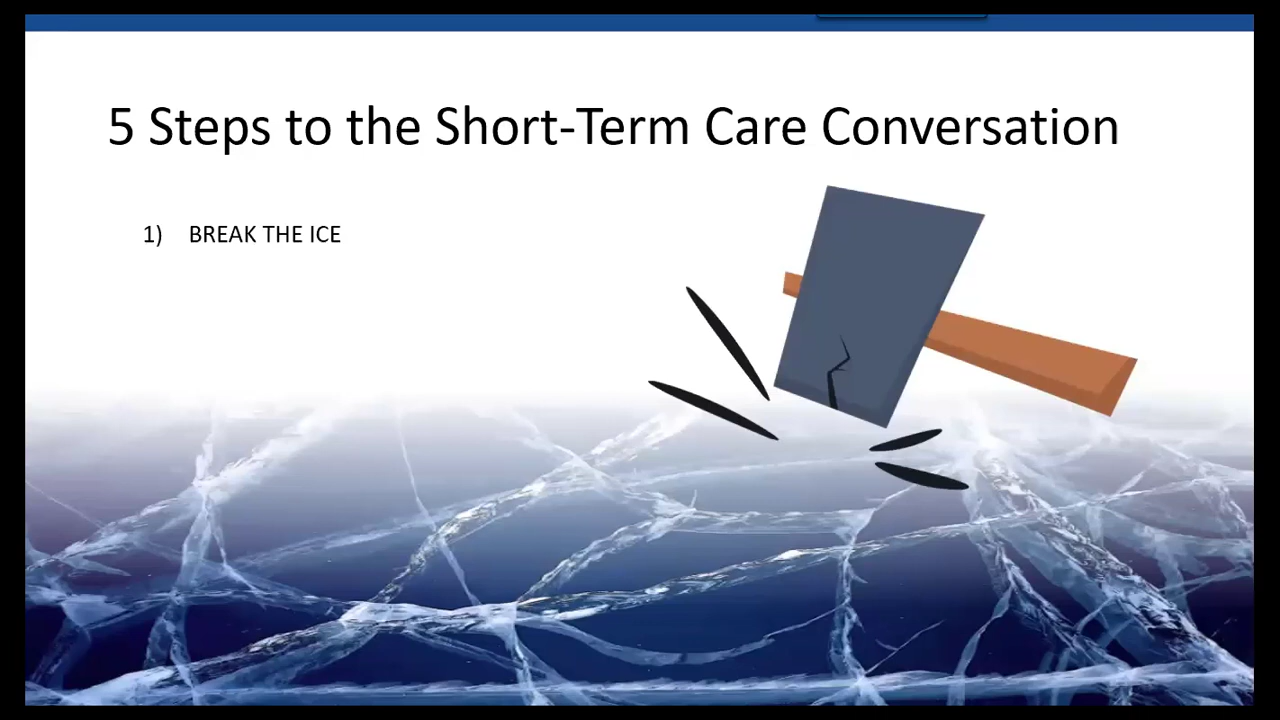 5 Steps to the Short-Term Care Conversation
1) BREAK THE ICE